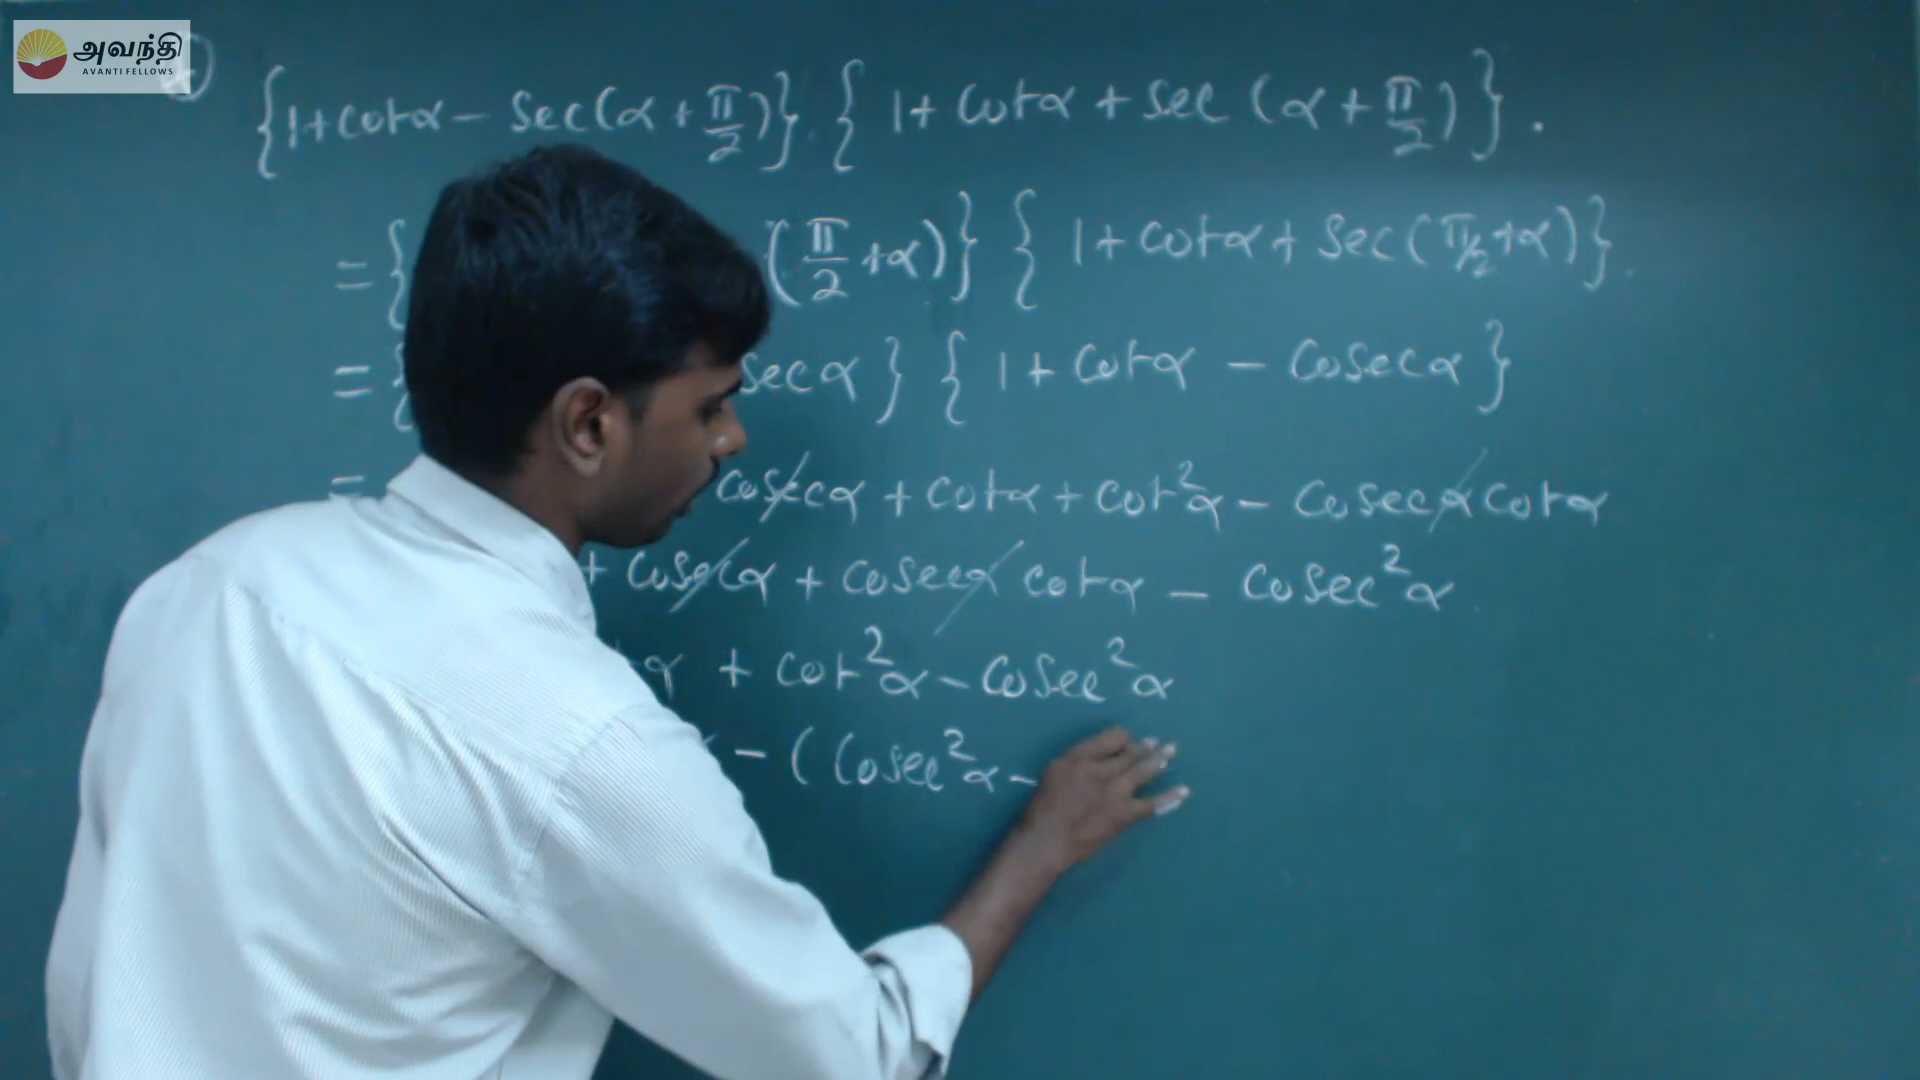 அவந்தி
AVANTI FELLOWS
{1+cotα - sec(α + π/2)}. { 1+ cotα + sec (α + π/2) }.
= { (π/2 +α)} { 1+ cotα + sec(π/2+α) }.
= { secα } { 1+ cotα - cosecα }
= cosecα + cotα + cot²α - cosecα cotα
+ cosecα + cosecα cotα - cosec²α
α + cot²α - cosec²α
- ( cosec²α -